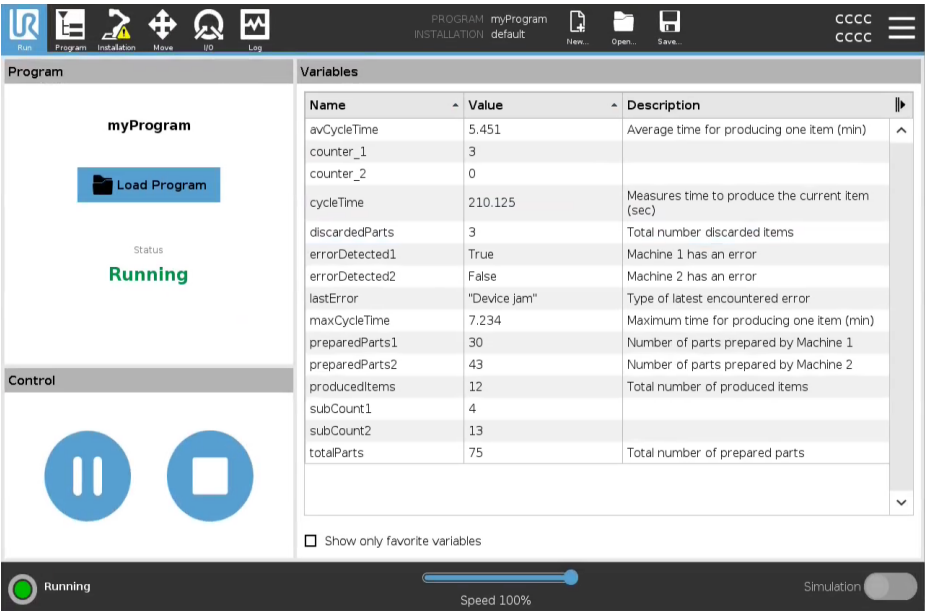 UR
PROGRAM myProgram
INSTALLATION default
CCCC
CCCC
Run Program Installation Move I/O Log New... Open... Save...
Program
myProgram
Load Program
Status
Running
Control
Variables
Name Value Description
avCycleTime 5.451 Average time for producing one item (min)
counter_1 3
counter_2 0
cycleTime 210.125 Measures time to produce the current item
(sec)
discardedParts 3 Total number discarded items
errorDetected1 True Machine 1 has an error
errorDetected2 False Machine 2 has an error
lastError "Device jam" Type of latest encountered error
maxCycleTime 7.234 Maximum time for producing one item (min)
preparedParts1 30 Number of parts prepared by Machine 1
preparedParts2 43 Number of parts prepared by Machine 2
producedItems 12 Total number of produced items
subCount1 4
subCount2 13
totalParts 75 Total number of prepared parts
Show only favorite variables
Running
Speed 100%
Simulation